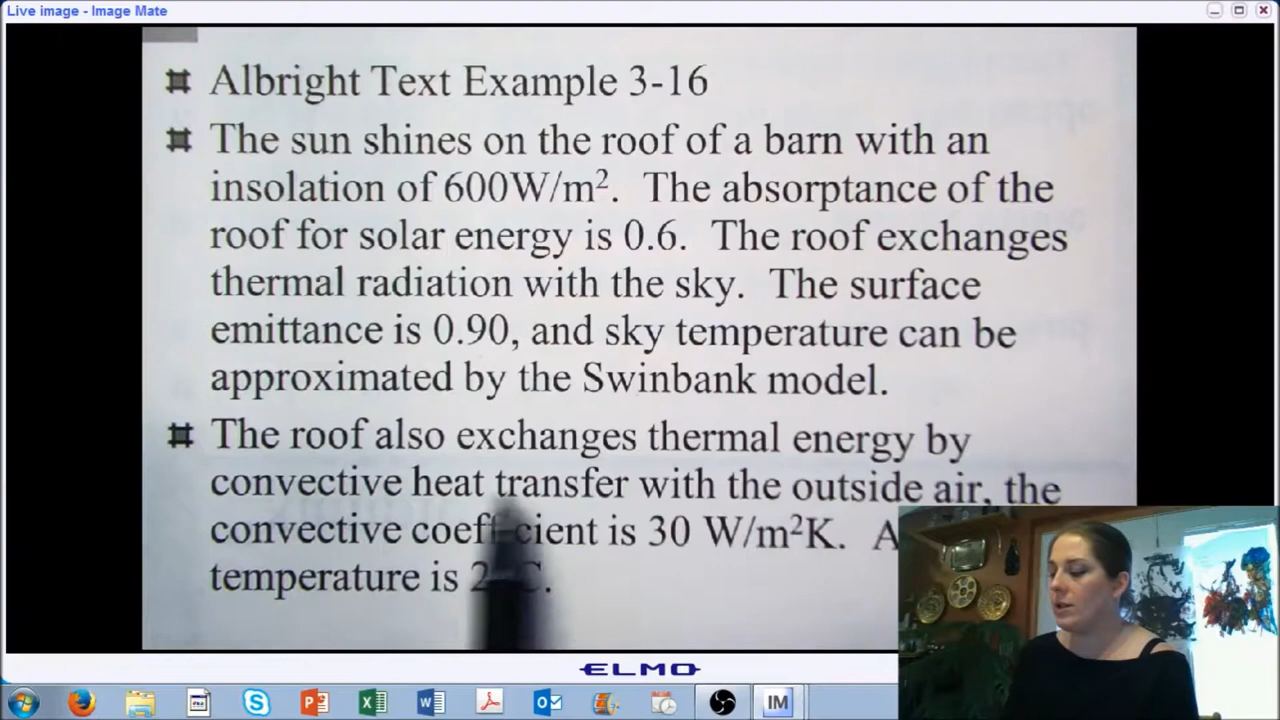 Live image - Image Mate
Albright Text Example 3-16
The sun shines on the roof of a barn with an
insolation of 600W/m². The absorptance of the
roof for solar energy is 0.6. The roof exchanges
thermal radiation with the sky. The surface
emittance is 0.90, and sky temperature can be
approximated by the Swinbank model.
The roof also exchanges thermal energy by
convective heat transfer with the outside air, the
convective coefficient is 30 W/m²K.
temperature is
ELMO
IM